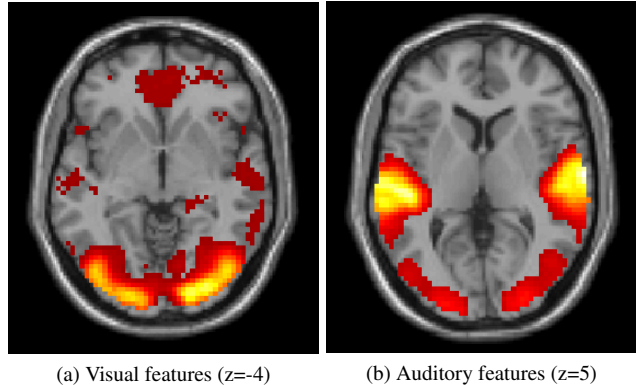 (a) Visual features (z=-4)
(b) Auditory features (z=5)